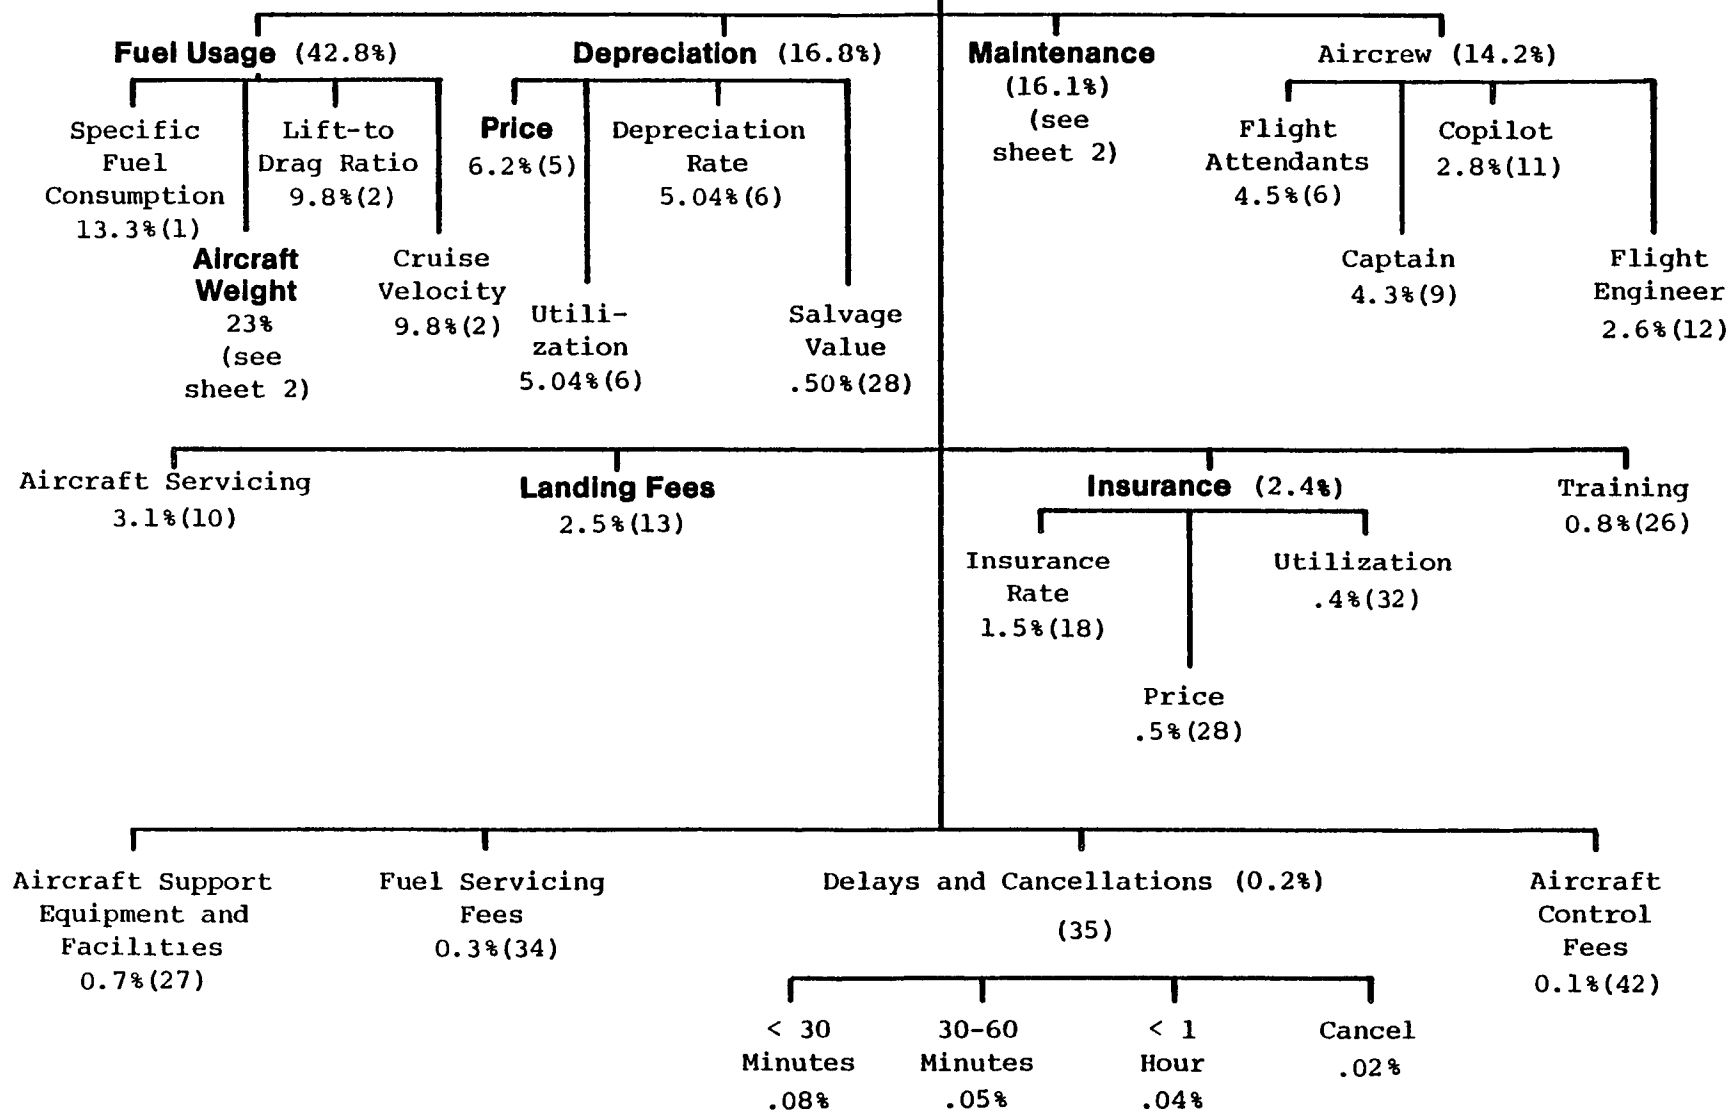 Fuel Usage (42.8%)
Specific
Fuel
Consumption
13.3%(1)
Aircraft
Weight
23%
(see
sheet 2)
Lift-to
Drag Ratio
9.8%(2)
Cruise
Velocity
9.8%(2)
Depreciation (16.8%)
Price
6.2%(5)
Utili-
zation
5.04%(6)
Depreciation
Rate
5.04%(6)
Salvage
Value
.50%(28)
Maintenance
(16.1%)
(see
sheet 2)
Aircrew (14.2%)
Flight
Attendants
4.5%(6)
Captain
4.3%(9)
Copilot
2.8%(11)
Flight
Engineer
2.6%(12)
Aircraft Servicing
3.1%(10)
Landing Fees
2.5%(13)
Insurance (2.4%)
Insurance
Rate
1.5%(18)
Price
.5%(28)
Utilization
.4%(32)
Training
0.8%(26)
Aircraft Support
Equipment and
Facilities
0.7%(27)
Fuel Servicing
Fees
0.3%(34)
Delays and Cancellations (0.2%)
(35)
< 30
Minutes
.08%
30-60
Minutes
.05%
< 1
Hour
.04%
Cancel
.02%
Aircraft
Control
Fees
0.1%(42)